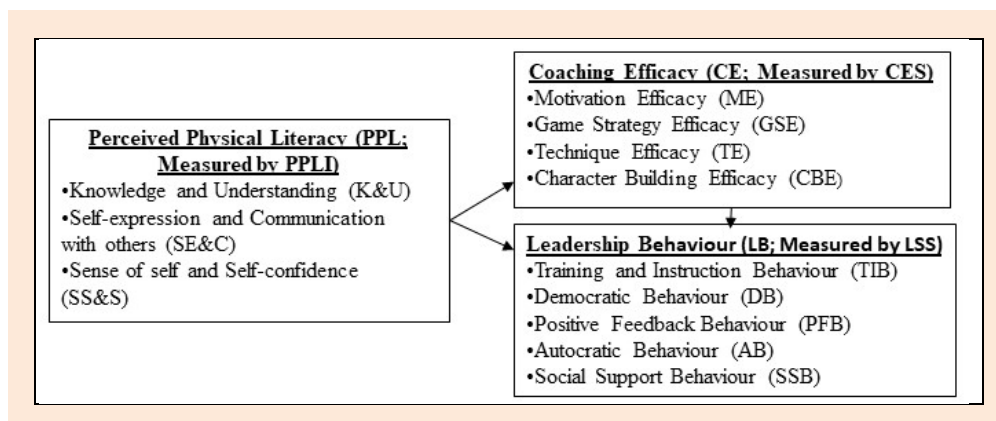 Perceived Physical Literacy (PPL;
Measured by PPLI)
•Knowledge and Understanding (K&U)
•Self-expression and Communication
with others (SE&C)
•Sense of self and Self-confidence
(SS&S)
Coaching Efficacy (CE; Measured by CES)
•Motivation Efficacy (ME)
•Game Strategy Efficacy (GSE)
•Technique Efficacy (TE)
•Character Building Efficacy (CBE)
Leadership Behaviour (LB; Measured by LSS)
•Training and Instruction Behaviour (TIB)
•Democratic Behaviour (DB)
•Positive Feedback Behaviour (PFB)
•Autocratic Behaviour (AB)
•Social Support Behaviour (SSB)